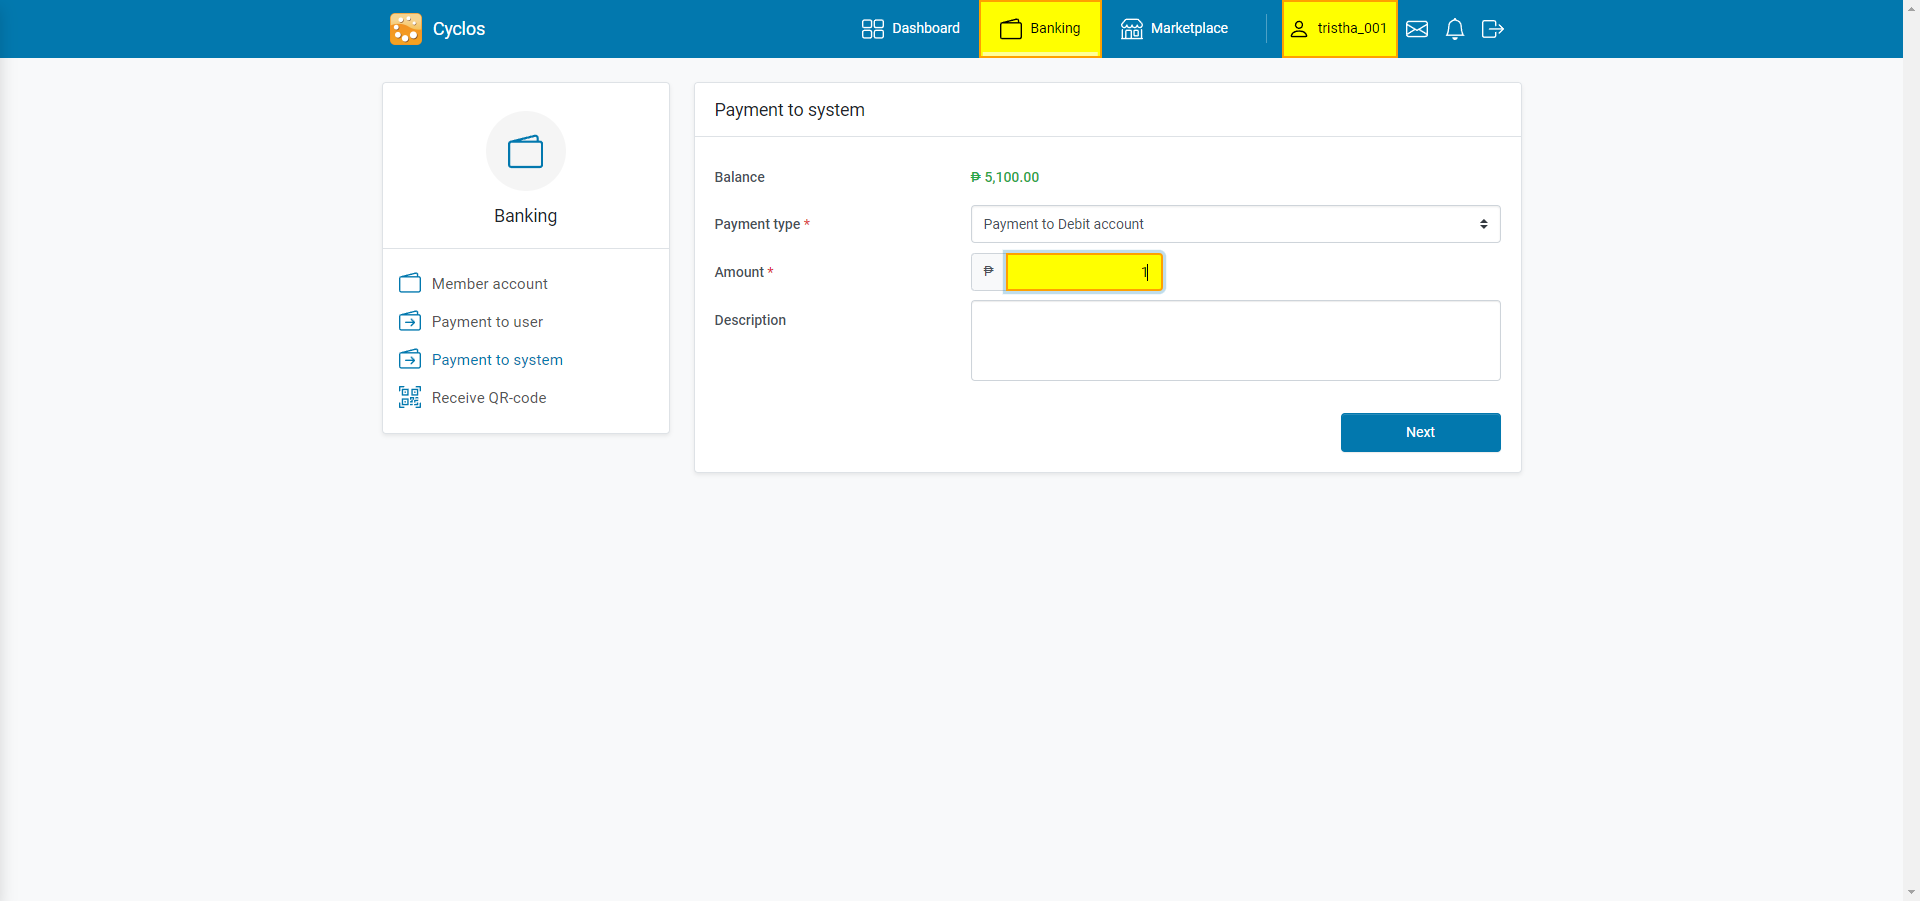 Cyclos
Dashboard
Banking
Marketplace
tristha_001
Banking
Member account
Payment to user
Payment to system
Receive QR-code
Payment to system
Balance
₱ 5,100.00
Payment type *
Payment to Debit account
Amount *
₱
1
Description
Next